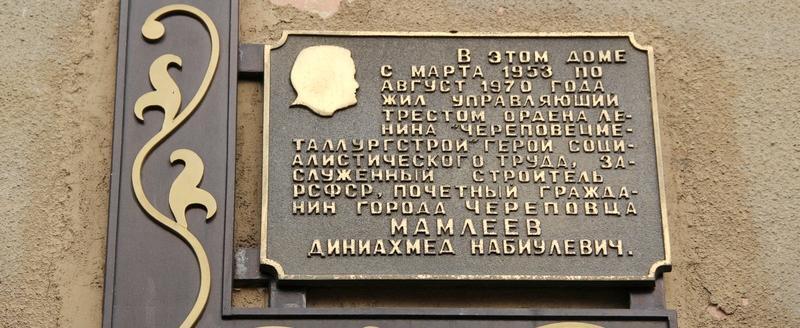 В ЭТОМ ДОМЕ
С МАРТА 1953 ПО
АВГУСТ 1970 ГОДА
ЖИЛ УПРАВЛЯЮЩИЙ
ТРЕСТОМ ОРДЕНА ЛЕ-
НИНА "ЧЕРЕПОВЕЦМЕ-
ТАЛЛУРГСТРОЙ" ГЕРОЙ СОЦИ-
АЛИСТИЧЕСКОГО ТРУДА, ЗА-
СЛУЖЕННЫЙ СТРОИТЕЛЬ
РСФСР, ПОЧЕТНЫЙ ГРАЖДА-
НИН ГОРОДА ЧЕРЕПОВЦА
МАМЛЕЕВ
ДИНИАХМЕД НАБИУЛЕВИЧ.